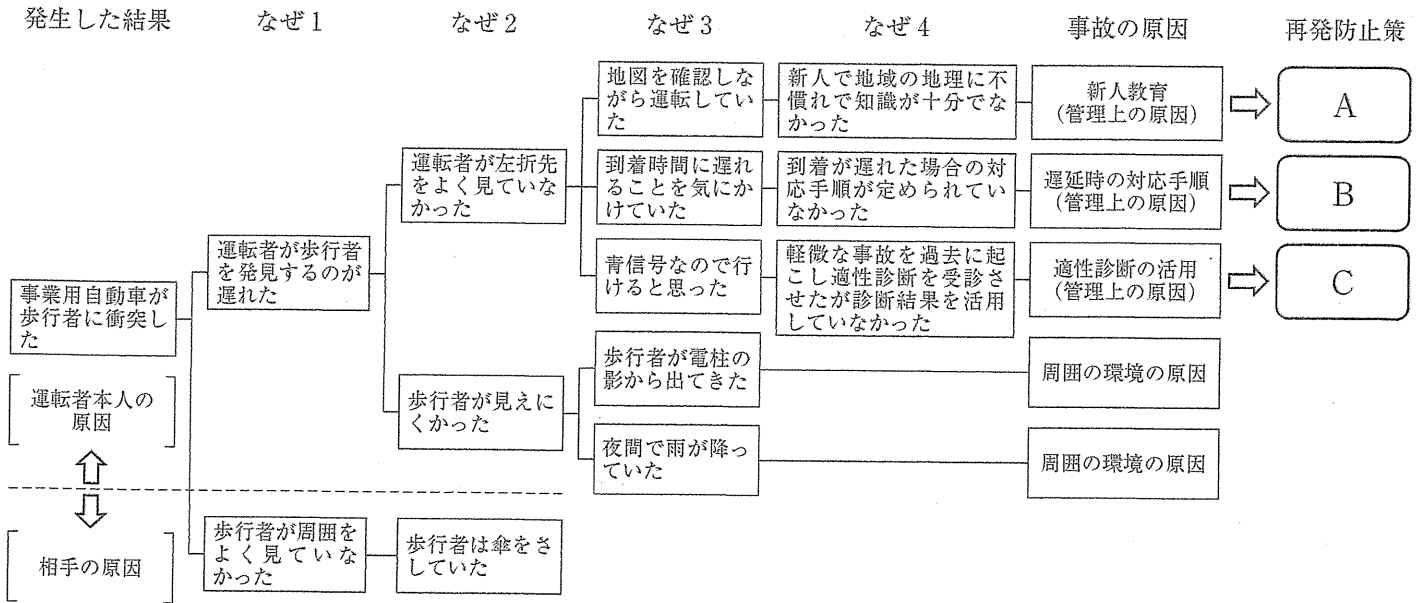 発生した結果
なぜ1
なぜ2
なぜ3
なぜ4
事故の原因
再発防止策
事業用自動車が
歩行者に衝突し
た
運転者本人の
原因
相手の原因
運転者が歩行者
を発見するのが
遅れた
歩行者が周囲を
よく見ていな
かった
運転者が左折先
をよく見ていな
かった
歩行者が見えに
くかった
歩行者は傘をさ
していた
地図を確認しな
がら運転してい
た
新人で地域の地理に不
慣れで知識が十分でな
かった
新人教育
(管理上の原因)
A
到着時間に遅れ
ることを気にか
けていた
到着が遅れた場合の対
応手順が定められてい
なかった
遅延時の対応手順
(管理上の原因)
B
青信号なので行
けると思った
軽微な事故を過去に起
こし適性診断を受診さ
せたが診断結果を活用
していなかった
適性診断の活用
(管理上の原因)
C
歩行者が電柱の
影から出てきた
周囲の環境の原因
夜間で雨が降っ
ていた
周囲の環境の原因